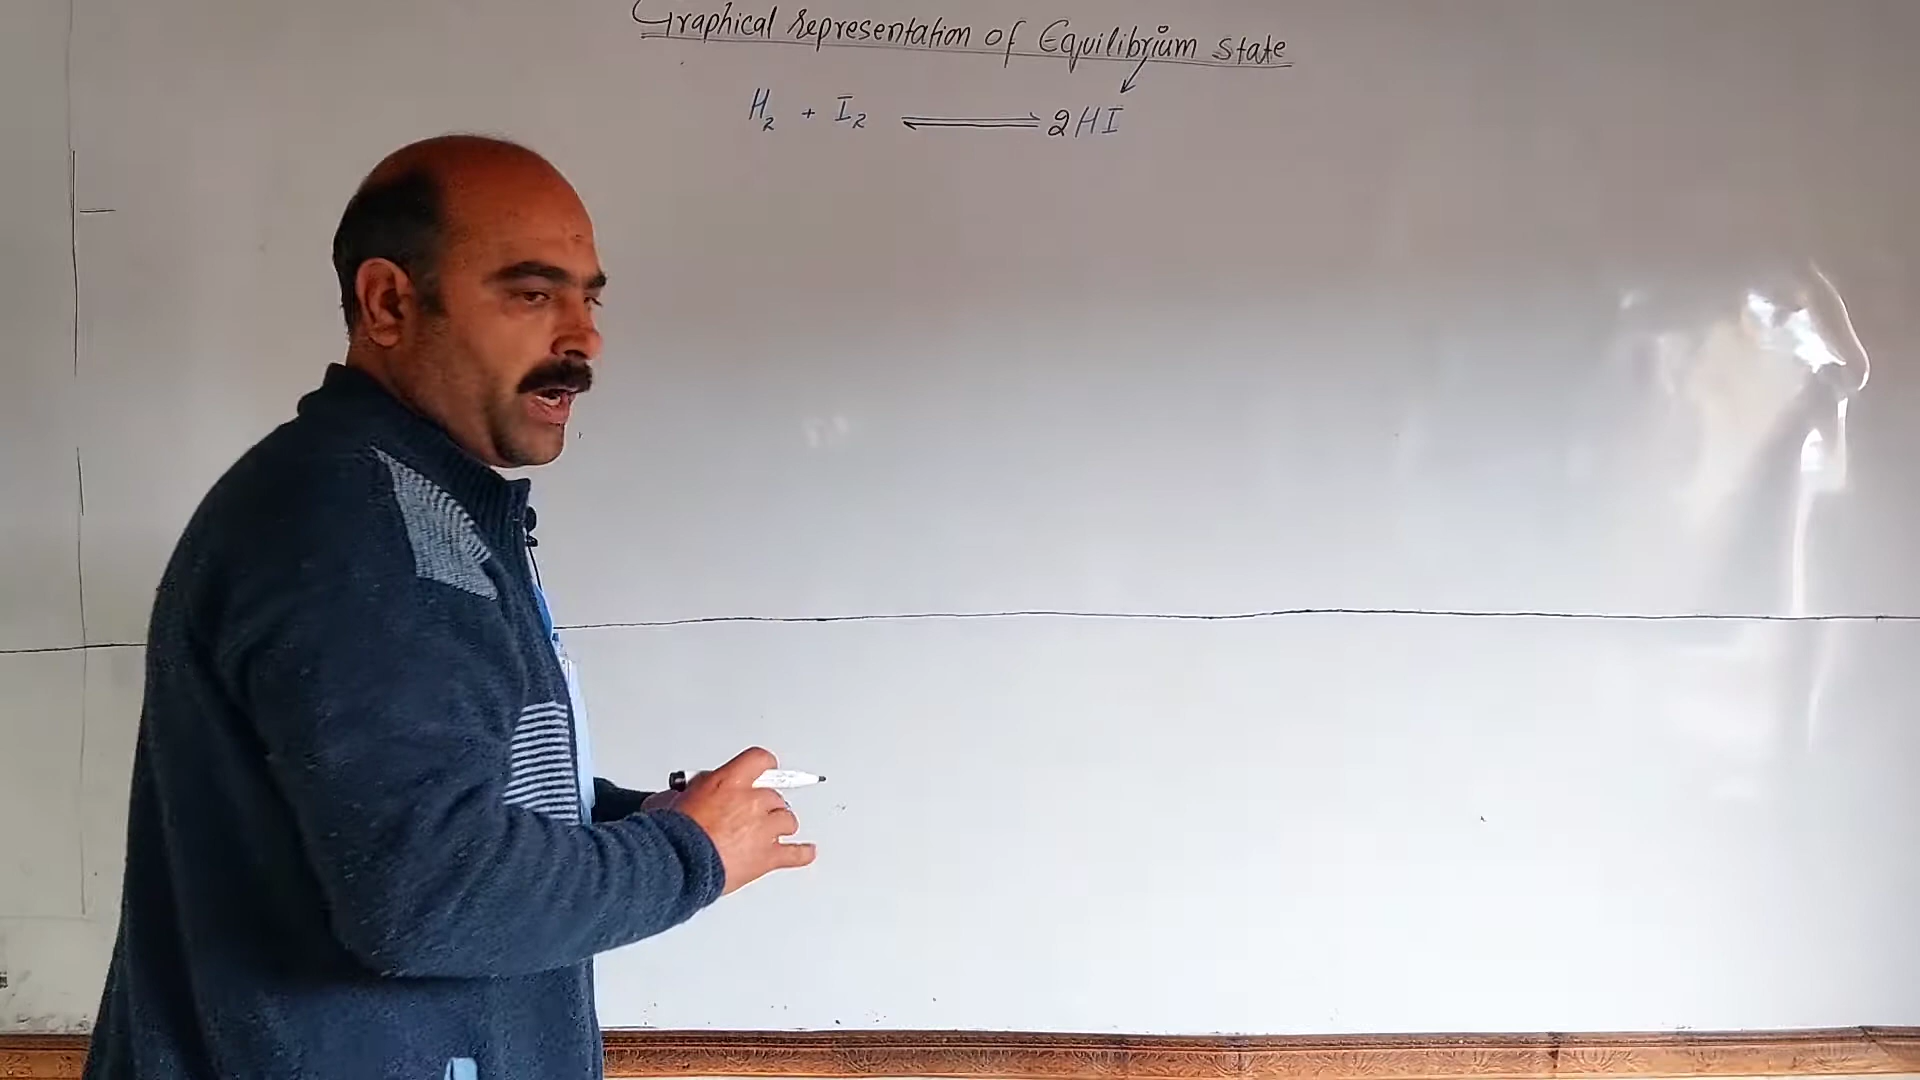 Graphical representation of Equilibrium state
H₂ + I₂ ⇌ 2HI